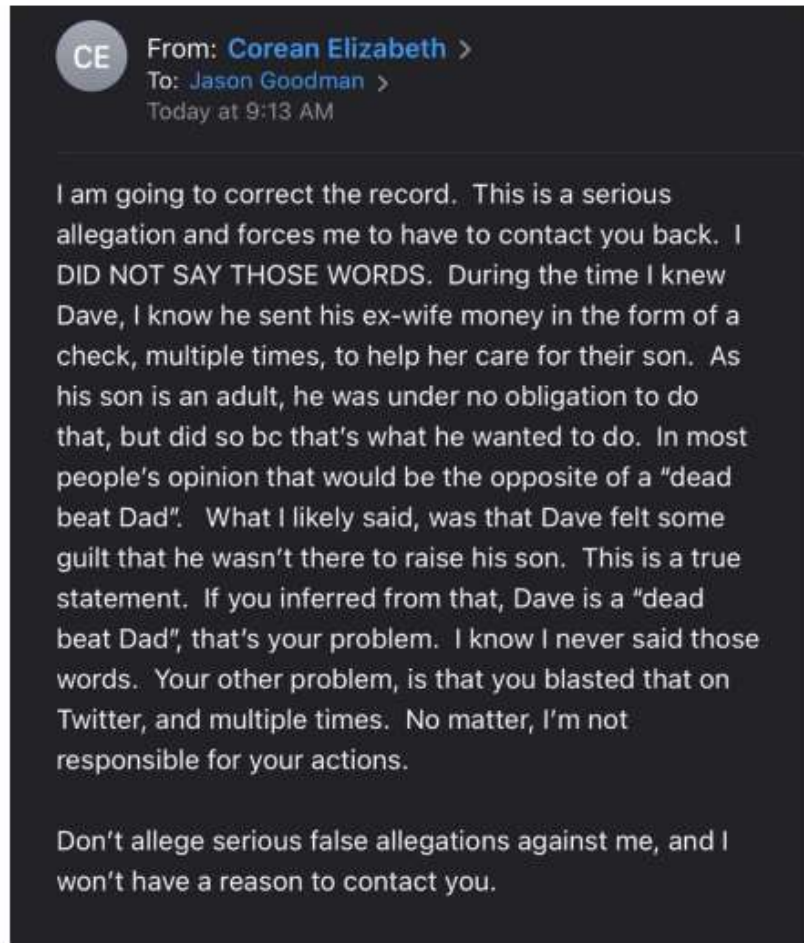 CE
From: Corean Elizabeth >
To: Jason Goodman >
Today at 9:13 AM
I am going to correct the record.  This is a serious
allegation and forces me to have to contact you back.  I
DID NOT SAY THOSE WORDS.  During the time I knew
Dave, I know he sent his ex-wife money in the form of a
check, multiple times, to help her care for their son.  As
his son is an adult, he was under no obligation to do
that, but did so bc that’s what he wanted to do.  In most
people’s opinion that would be the opposite of a “dead
beat Dad”.   What I likely said, was that Dave felt some
guilt that he wasn’t there to raise his son.  This is a true
statement.  If you inferred from that, Dave is a “dead
beat Dad”, that’s your problem.  I know I never said those
words.  Your other problem, is that you blasted that on
Twitter, and multiple times.  No matter, I’m not
responsible for your actions.
Don’t allege serious false allegations against me, and I
won’t have a reason to contact you.